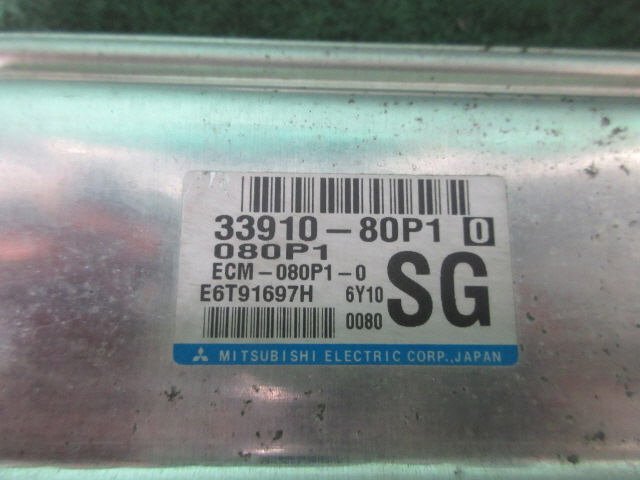 33910-80P1 0
080P1
ECM-080P1-0
E6T91697H 6Y10 SG
0080
MITSUBISHI ELECTRIC CORP.,JAPAN